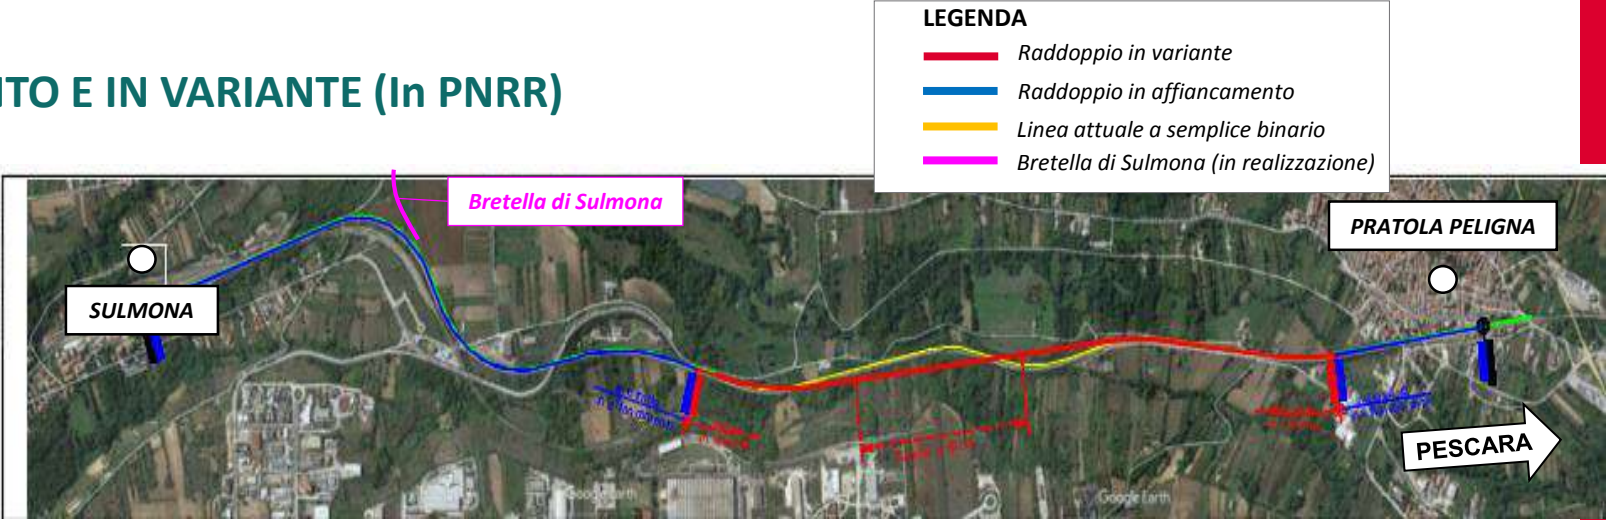 LEGENDA
Raddoppio in variante
Raddoppio in affiancamento
Linea attuale a semplice binario
Bretella di Sulmona (in realizzazione)
NTO E IN VARIANTE (In PNRR)
Bretella di Sulmona
PRATOLA PELIGNA
SULMONA
PESCARA
Google Earth
Google Earth